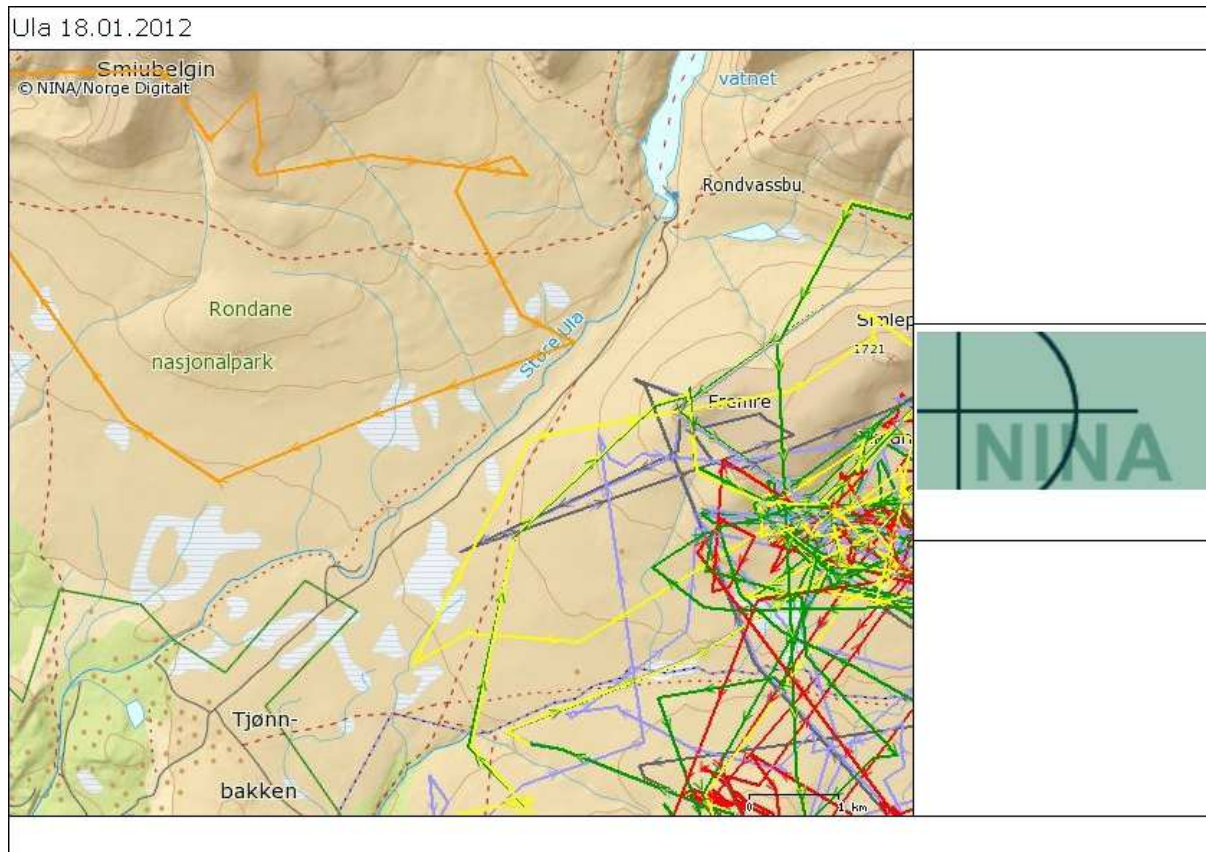 Ula 18.01.2012
Smiubelgin
© NINA/Norge Digitalt
vatnet
Rondvassbu
Rondane
nasjonalpark
Store Ula
Simlep
1721
Fremre
NINA
Tjønn-
bakken
0 1 km